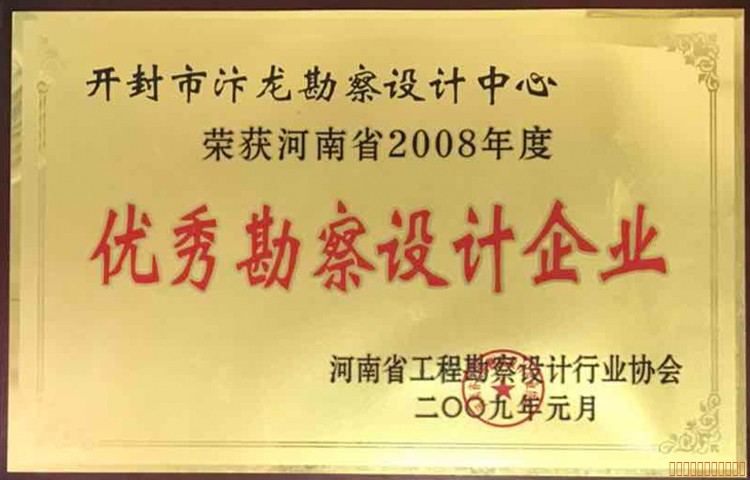 开封市汴龙勘察设计中心
荣获河南省2008年度
优秀勘察设计企业
河南省工程勘察设计行业协会
二〇〇九年元月